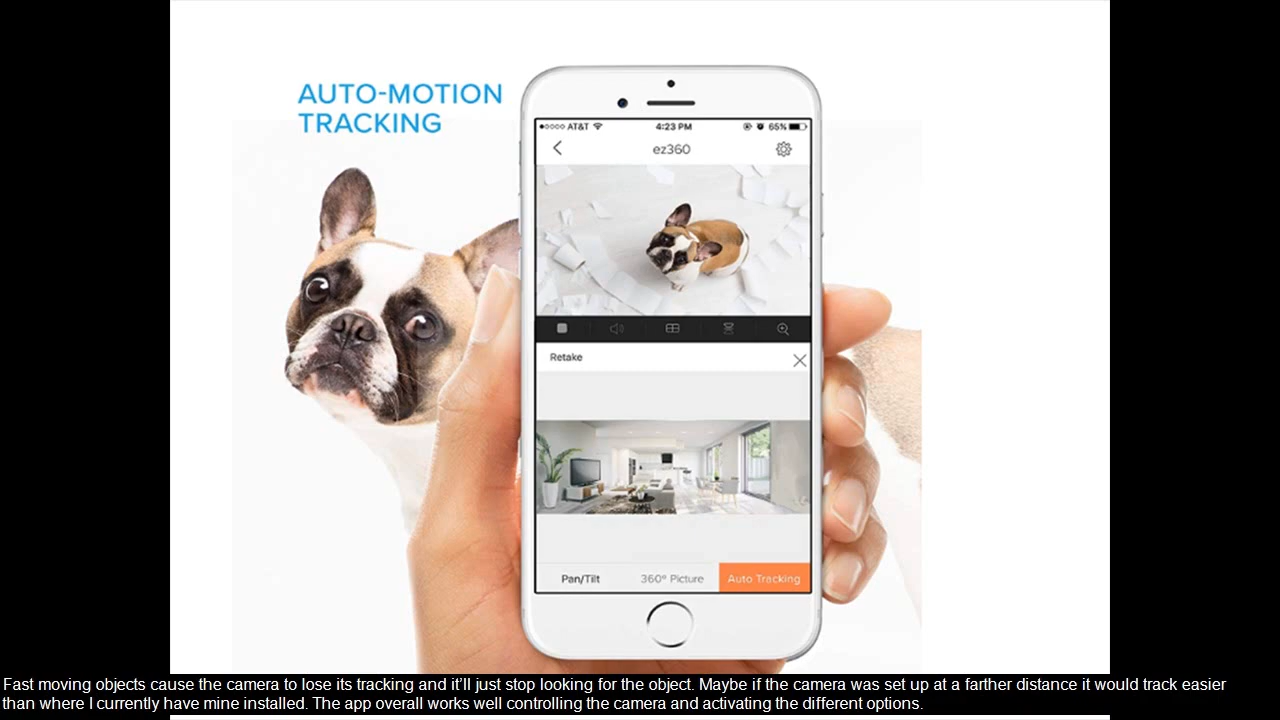 AUTO-MOTION
TRACKING
AT&T 4:23 PM 65%
ez360
Retake
Pan/Tilt 360° Picture Auto Tracking
Fast moving objects cause the camera to lose its tracking and it’ll just stop looking for the object. Maybe if the camera was set up at a farther distance it would track easier
than where I currently have mine installed. The app overall works well controlling the camera and activating the different options.